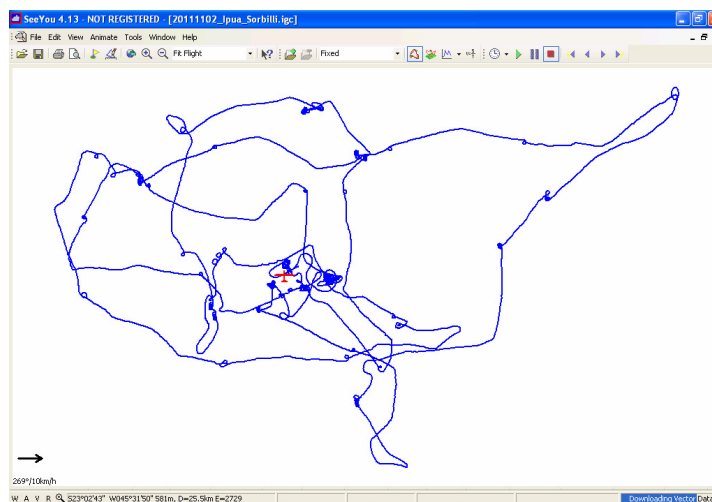 SeeYou 4.13 - NOT REGISTERED - [20111102_Ipua_Sorbilli.igc]
File Edit View Animate Tools Window Help
Fit Flight Fixed
269°/10km/h
W A V R S23°02'43" W045°31'50" 581m, D=25.5km E=2729 Downloading Vector Data